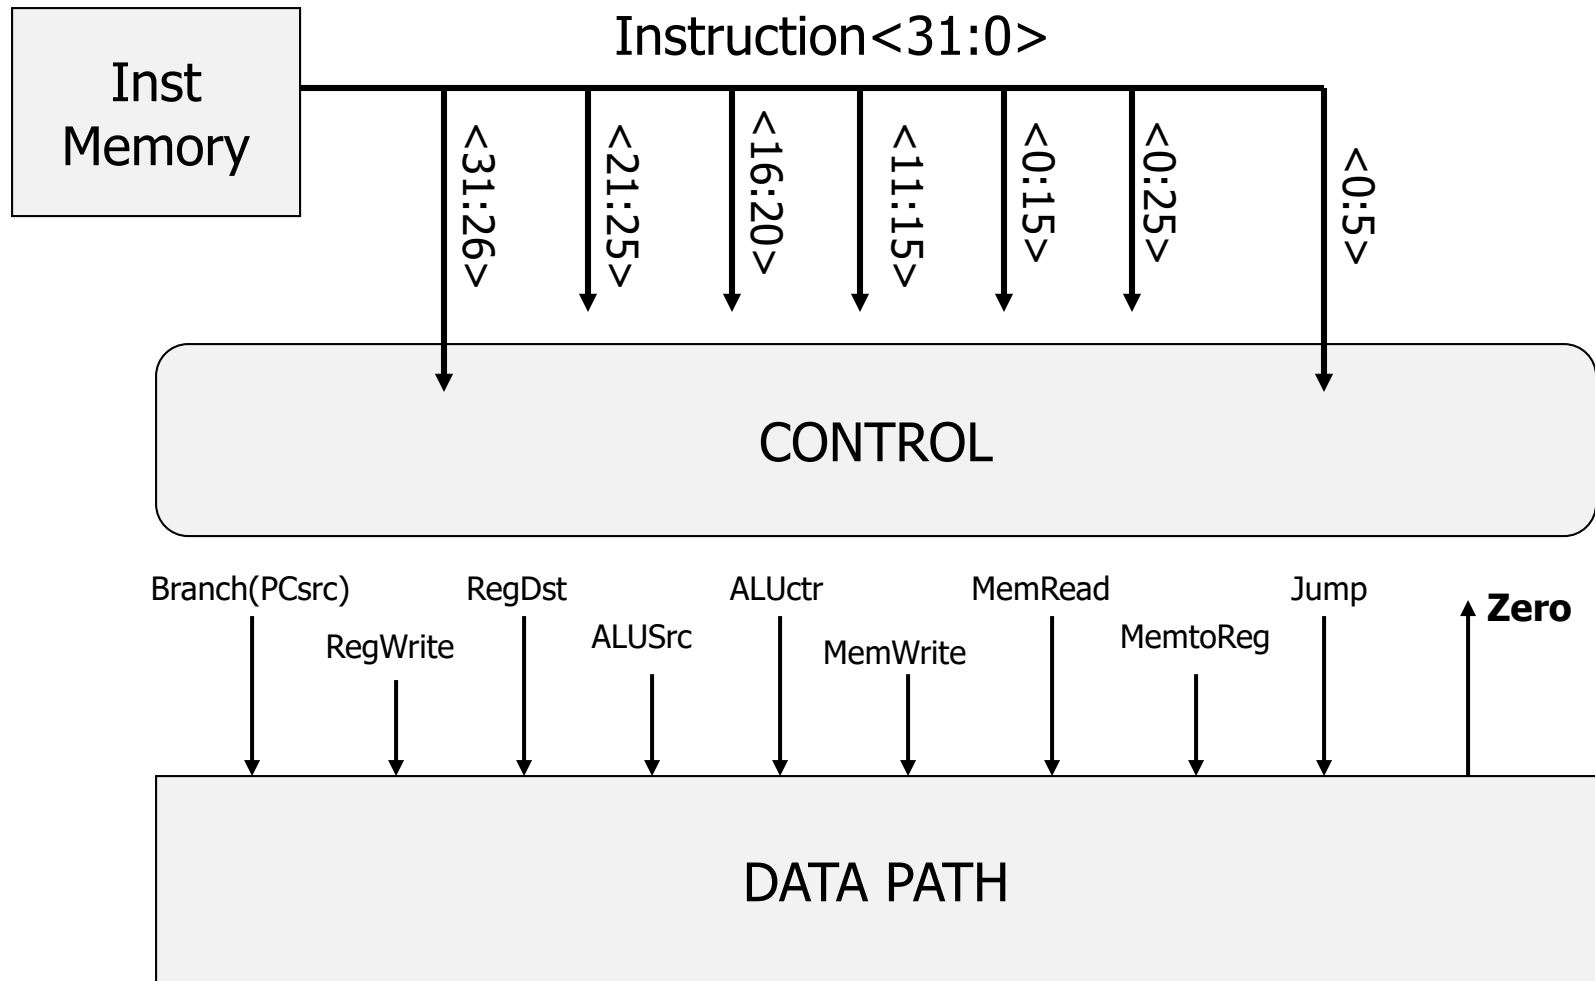 Instruction<31:0>
Inst
Memory
<31:26>
<21:25>
<16:20>
<11:15>
<0:15>
<0:25>
<0:5>
CONTROL
Branch(PCsrc)
RegWrite
RegDst
ALUSrc
ALUctr
MemWrite
MemRead
MemtoReg
Jump
Zero
DATA PATH